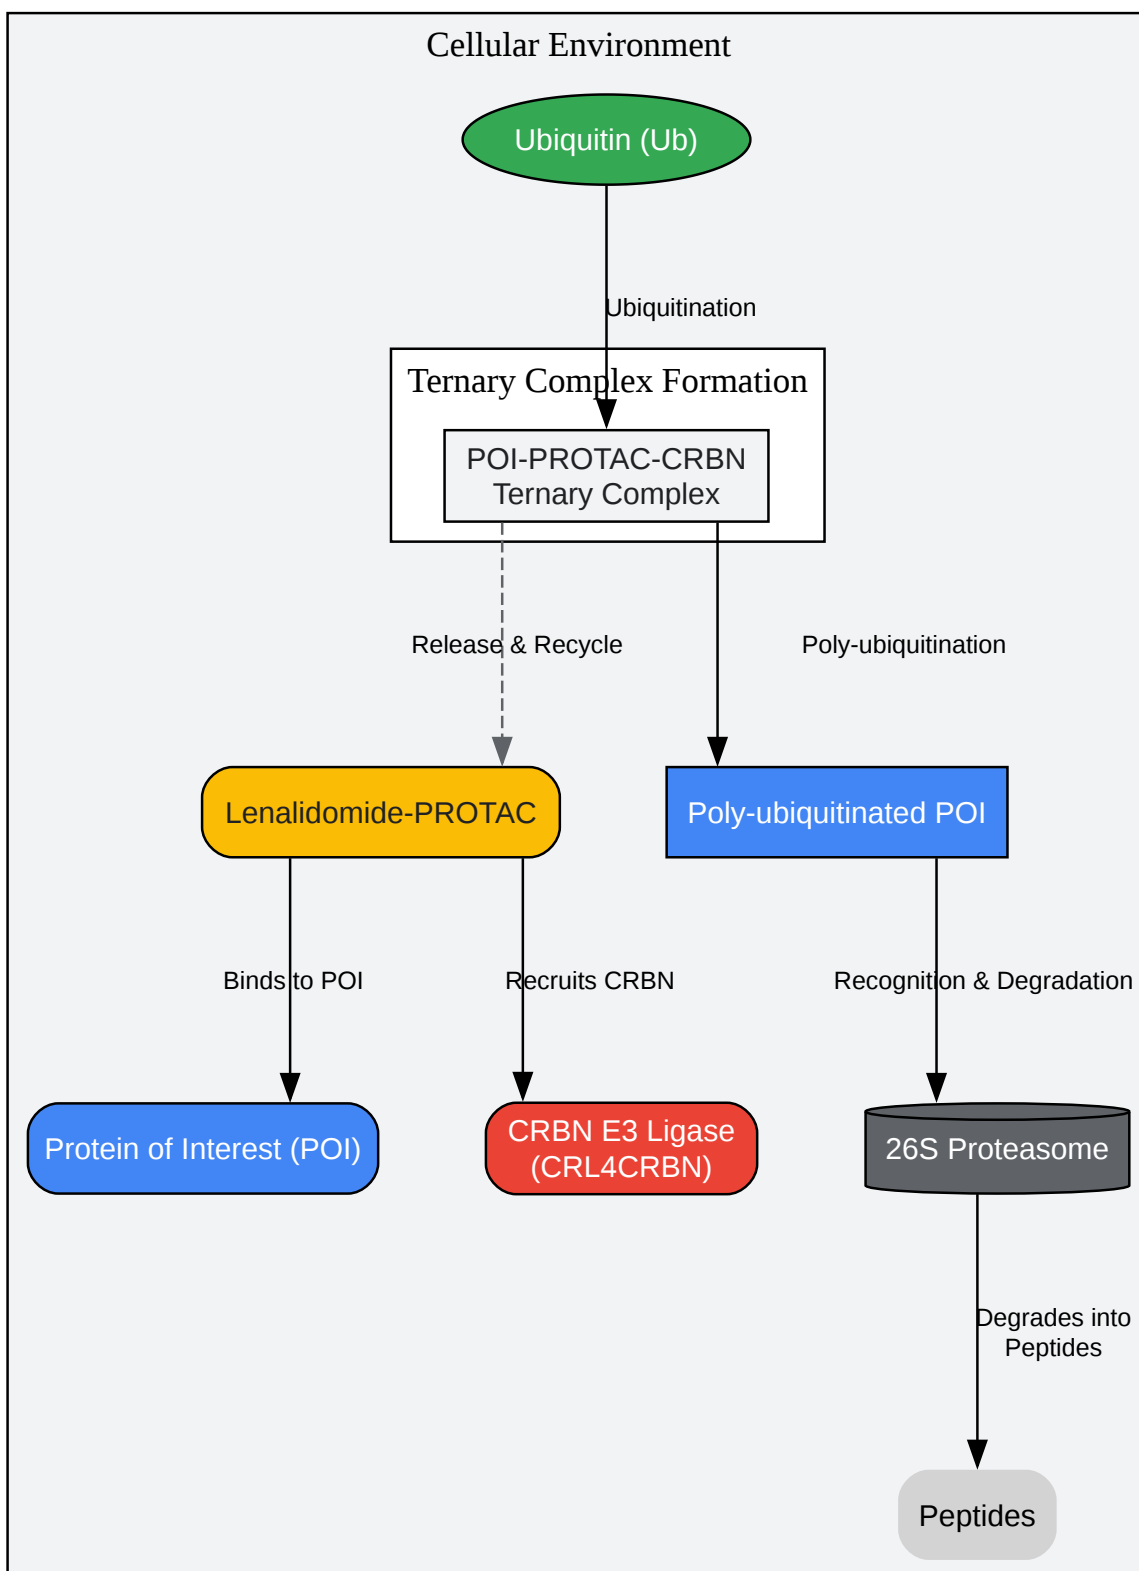 Cellular Environment
Ubiquitin (Ub)
Ubiquitination
Ternary Complex Formation
POI-PROTAC-CRBN
Ternary Complex
Release & Recycle
Poly-ubiquitination
Lenalidomide-PROTAC
Poly-ubiquitinated POI
Binds to POI
Recruits CRBN
Recognition & Degradation
Protein of Interest (POI)
CRBN E3 Ligase
(CRL4CRBN)
26S Proteasome
Degrades into
Peptides
Peptides